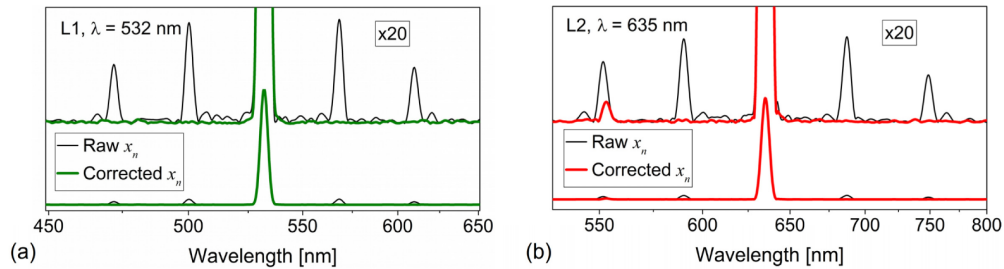 L1, λ = 532 nm
x20
Raw xₙ
Corrected xₙ
450 500 550 600 650
Wavelength [nm]
(a)
L2, λ = 635 nm
x20
Raw xₙ
Corrected xₙ
550 600 650 700 750 800
Wavelength [nm]
(b)